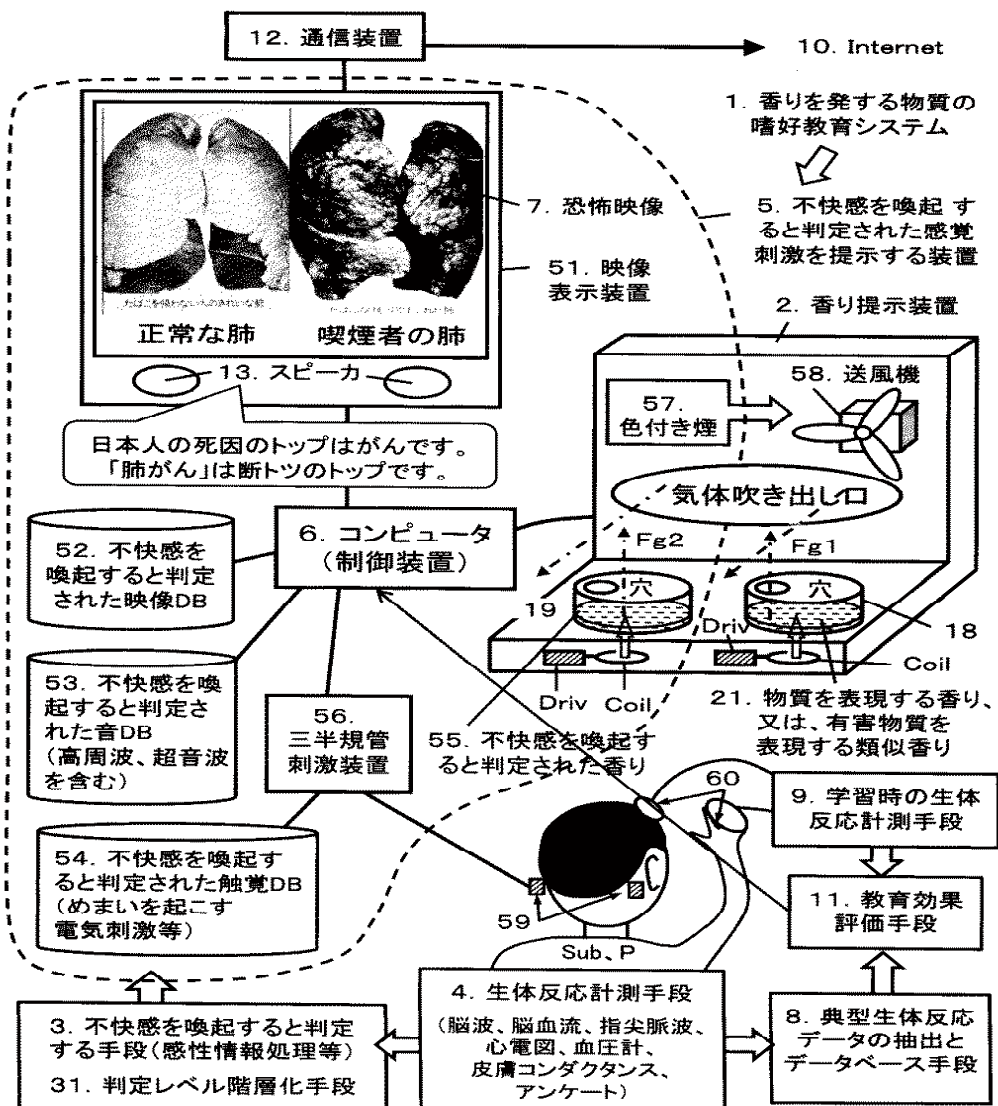 12. 通信装置
10. Internet
1. 香りを発する物質の
嗜好教育システム
7. 恐怖映像
5. 不快感を喚起 す
ると判定された感覚
刺激を提示する装置
51. 映像
表示装置
たばこを吸わない人のきれいな肺
正常な肺
喫煙者の肺
13. スピーカ
2. 香り提示装置
58. 送風機
57.
色付き煙
日本人の死因のトップはがんです。
「肺がん」は断トツのトップです。
気体吹き出し口
6. コンピュータ
(制御装置)
Fg2
Fg1
52. 不快感を
喚起すると判定
された映像DB
穴
穴
19
18
Driv
Coil
Driv
Coil
53. 不快感を喚
起すると判定さ
れた音DB
(高周波、超音波
を含む)
56.
三半規管
刺激装置
55. 不快感を喚起す
ると判定された香り
21. 物質を表現する香り、
又は、有害物質を
表現する類似香り
60
9. 学習時の生体
反応計測手段
54. 不快感を喚起す
ると判定された触覚DB
(めまいを起こす
電気刺激等)
59
11. 教育効果
評価手段
Sub、P
3. 不快感を喚起すると判定
する手段(感性情報処理等)
31. 判定レベル階層化手段
4. 生体反応計測手段
(脳波、脳血流、指尖脈波、
心電図、血圧計、
皮膚コンダクタンス、
アンケート)
8. 典型生体反応
データの抽出と
データベース手段